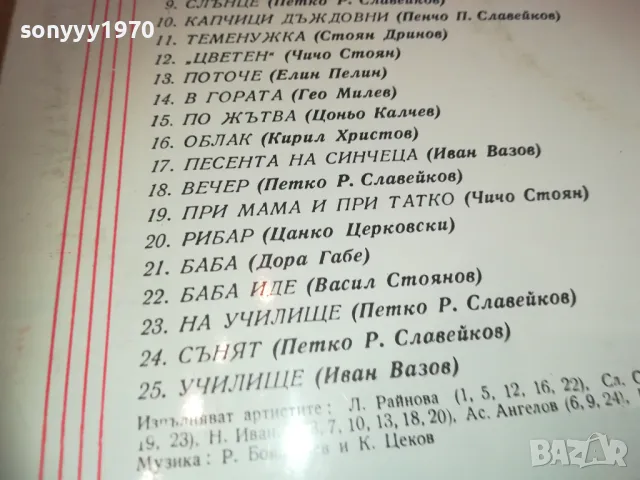 sonyyy1970
9. СЛЪНЦЕ (Петко Р. Славейков)
10. КАПЧИЦИ ДЪЖДОВНИ (Пенчо П. Славейков)
11. ТЕМЕНУЖКА (Стоян Дринов)
12. „ЦВЕТЕН" (Чичо Стоян)
13. ПОТОЧЕ (Елин Пелин)
14. В ГОРАТА (Гео Милев)
15. ПО ЖЪТВА (Цоньо Калчев)
16. ОБЛАК (Кирил Христов)
17. ПЕСЕНТА НА СИНЧЕЦА (Иван Вазов)
18. ВЕЧЕР (Петко Р. Славейков)
19. ПРИ МАМА И ПРИ ТАТКО (Чичо Стоян)
20. РИБАР (Цанко Церковски)
21. БАБА (Дора Габе)
22. БАБА ИДЕ (Васил Стоянов)
23. НА УЧИЛИЩЕ (Петко Р. Славейков)
24. СЪНЯТ (Петко Р. Славейков)
25. УЧИЛИЩЕ (Иван Вазов)
Изпълняват артистите: Л. Райнова (1, 5, 12, 16, 22), Сл. С
19, 23), Н. Иван 3, 7, 10, 13, 18, 20), Ас. Ангелов (6, 9, 24),
Музика: Р. и К. Цеков
BAZAR